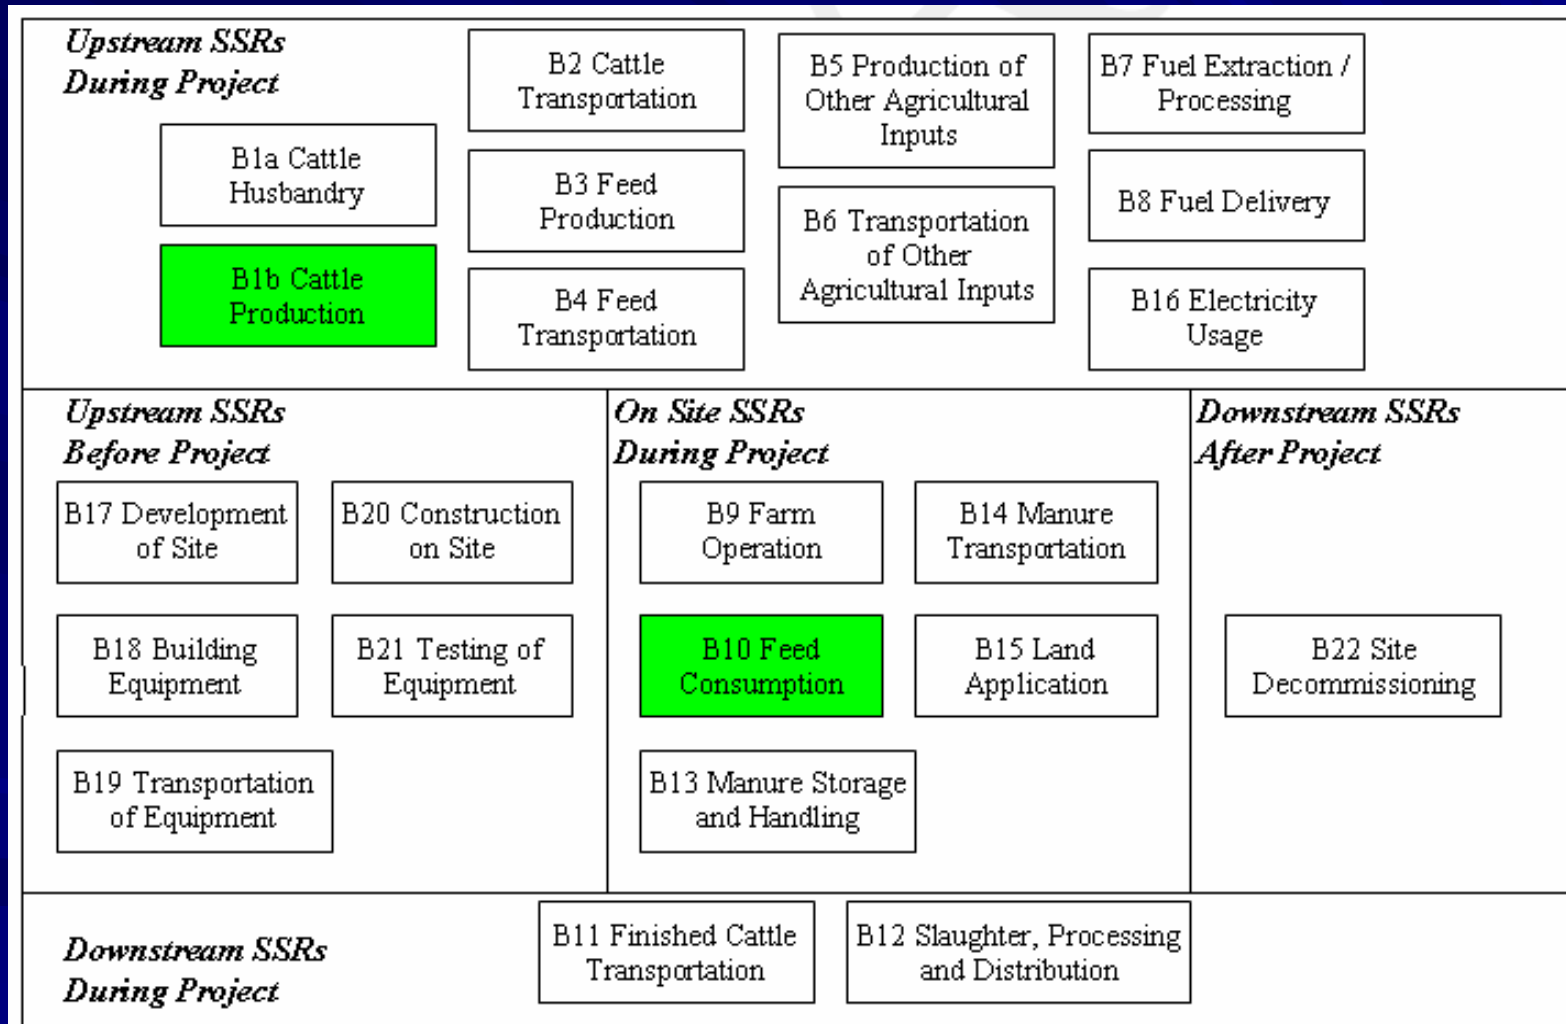 Upstream SSRs
During Project
B1a Cattle
Husbandry
B1b Cattle
Production
B2 Cattle
Transportation
B3 Feed
Production
B4 Feed
Transportation
B5 Production of
Other Agricultural
Inputs
B6 Transportation
of Other
Agricultural Inputs
B7 Fuel Extraction /
Processing
B8 Fuel Delivery
B16 Electricity
Usage
Upstream SSRs
Before Project
B17 Development
of Site
B20 Construction
on Site
B18 Building
Equipment
B21 Testing of
Equipment
B19 Transportation
of Equipment
On Site SSRs
During Project
B9 Farm
Operation
B14 Manure
Transportation
B10 Feed
Consumption
B15 Land
Application
B13 Manure Storage
and Handling
Downstream SSRs
After Project
B22 Site
Decommissioning
Downstream SSRs
During Project
B11 Finished Cattle
Transportation
B12 Slaughter, Processing
and Distribution